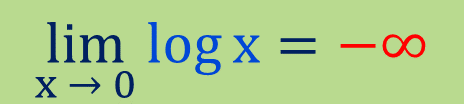 lim log x = −∞
x → 0